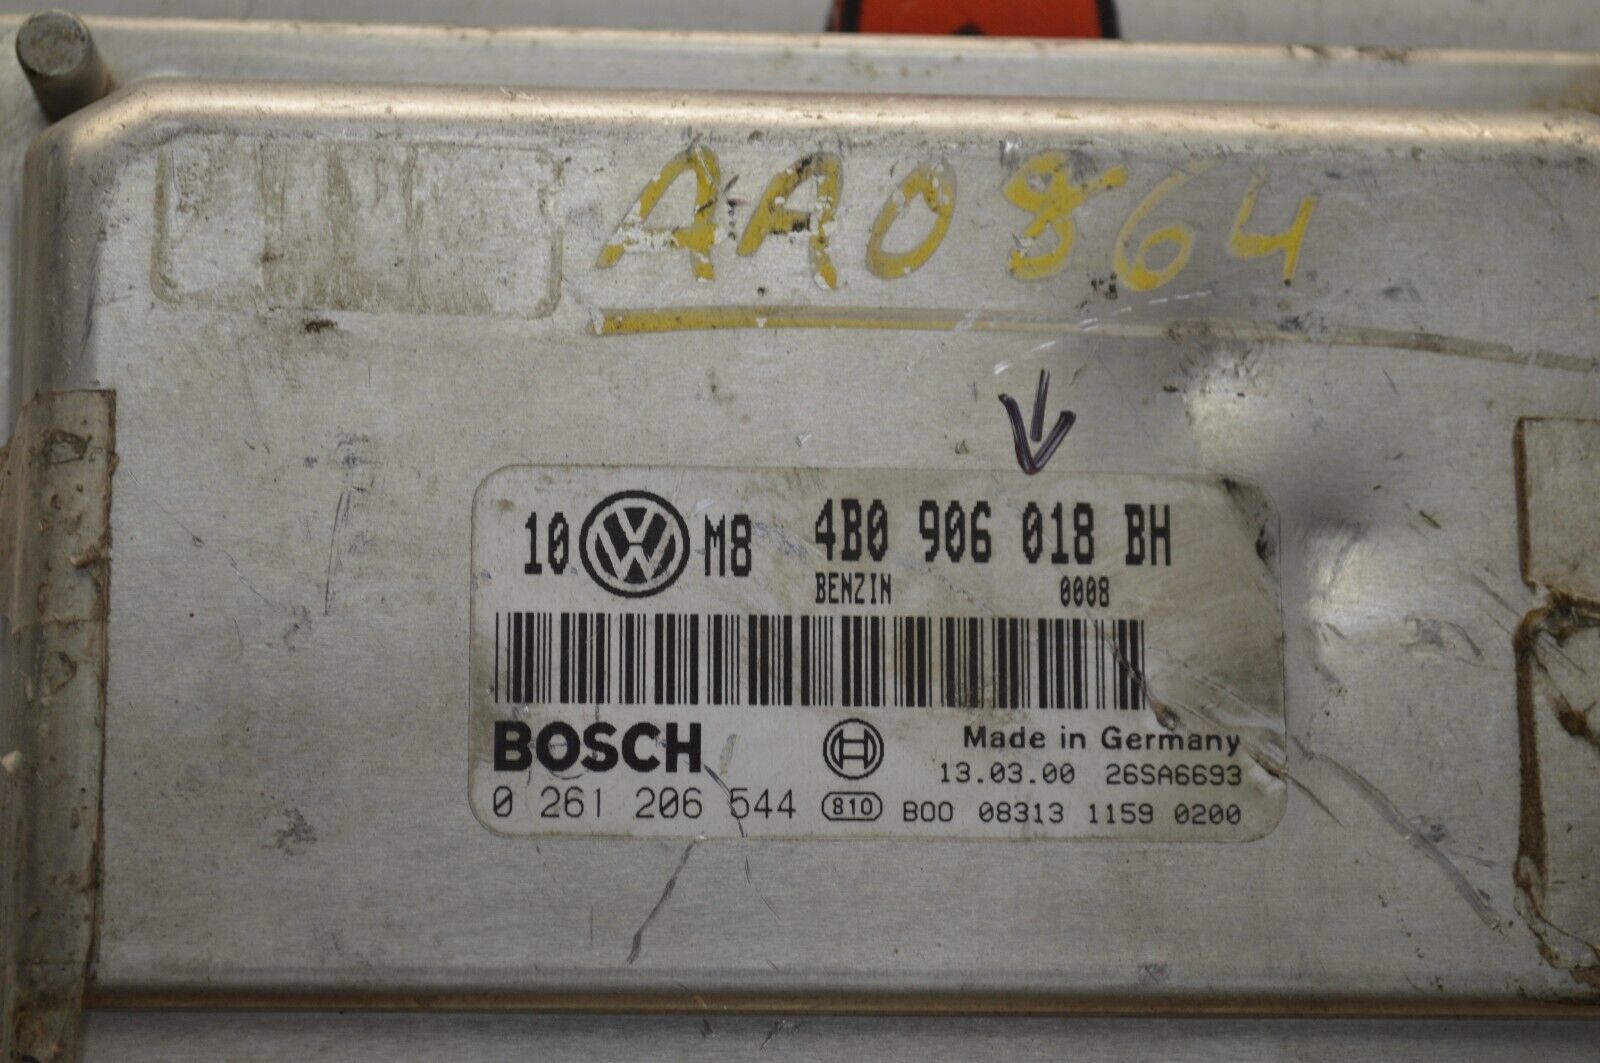 AA0864
10 VW M8 4B0 906 018 BH
BENZIN 0008
BOSCH Made in Germany
13.03.00 26SA6693
0 261 206 544 810 B00 08313 1159 0200